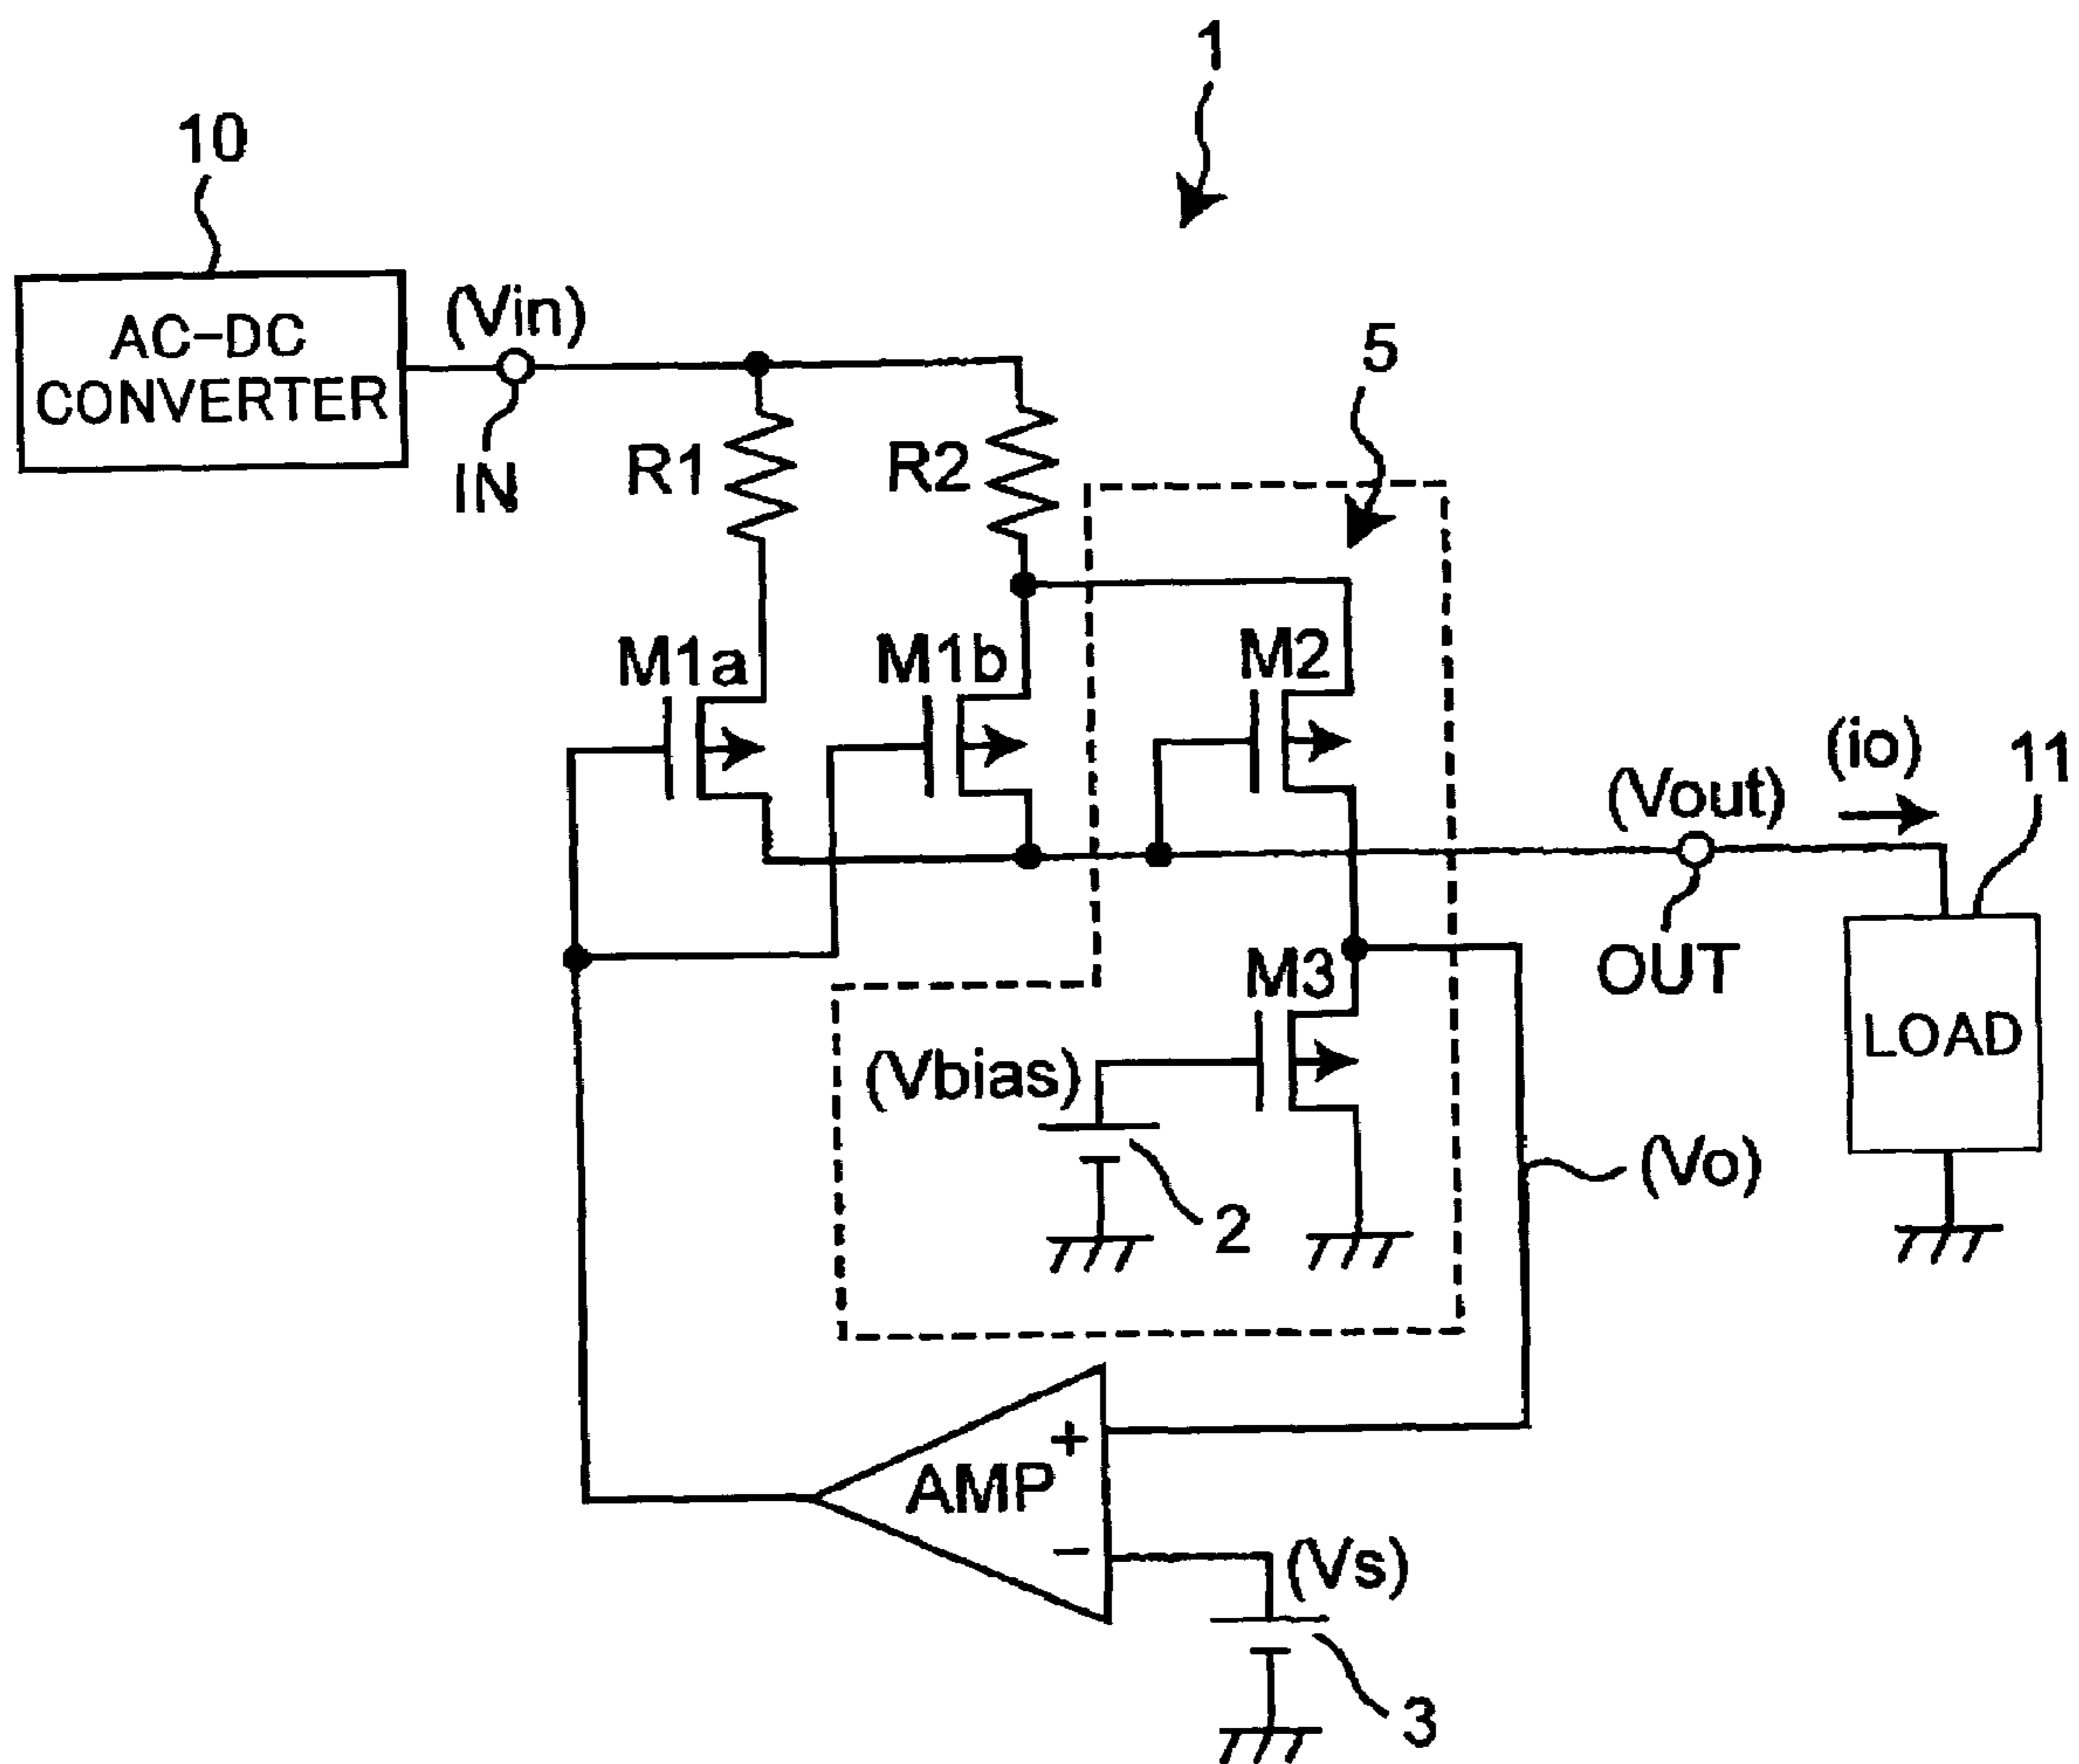 1
10
AC-DC
CONVERTER
(Vin)
IN
R1
R2
5
M1a
M1b
M2
(Vout)
(io)
11
OUT
LOAD
M3
(Vbias)
2
(Vo)
+
AMP
−
(Vs)
3